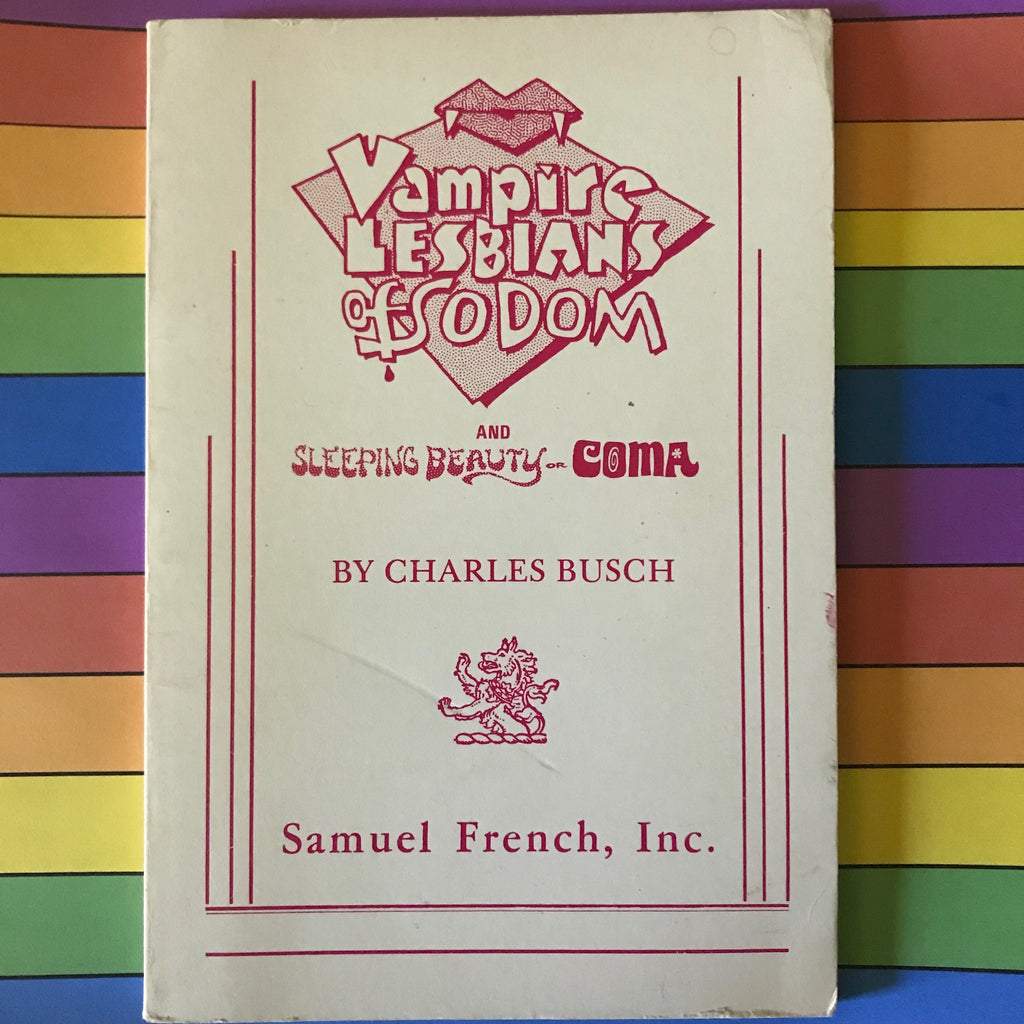 Vampire
LESBIANS
of SODOM
AND
SLEEPING BEAUTY OR COMA
BY CHARLES BUSCH
Samuel French, Inc.